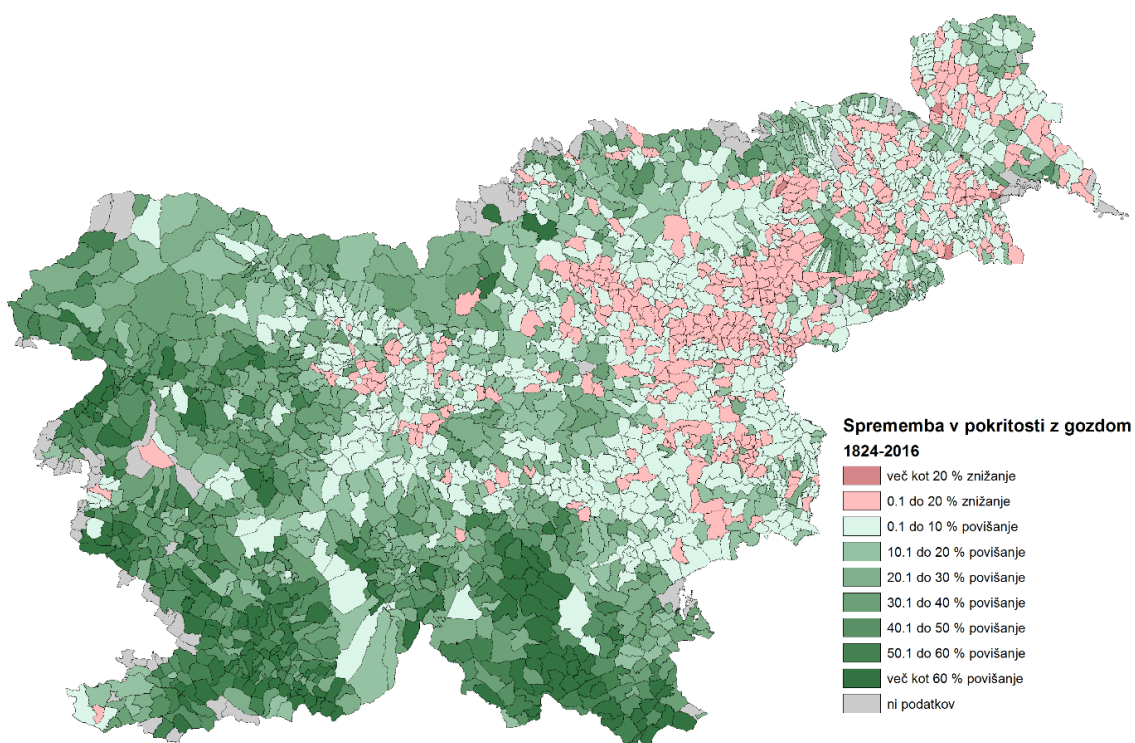 Sprememba v pokritosti z gozdom
1824-2016
več kot 20 % znižanje
0.1 do 20 % znižanje
0.1 do 10 % povišanje
10.1 do 20 % povišanje
20.1 do 30 % povišanje
30.1 do 40 % povišanje
40.1 do 50 % povišanje
50.1 do 60 % povišanje
več kot 60 % povišanje
ni podatkov